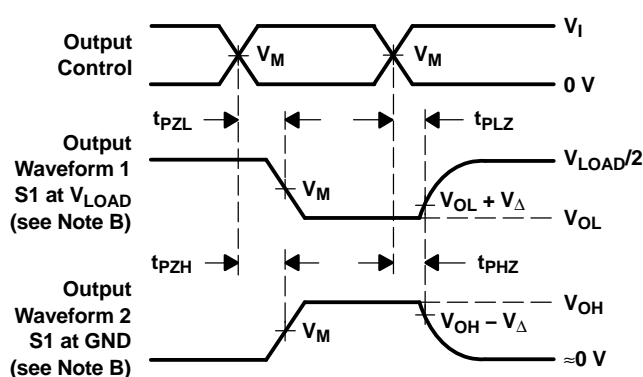 Output
Control
V_M
V_M
V_I
0 V
t_PZL
t_PLZ
Output
Waveform 1
S1 at V_LOAD
(see Note B)
V_M
V_LOAD/2
V_OL + V_Δ
V_OL
t_PZH
t_PHZ
Output
Waveform 2
S1 at GND
(see Note B)
V_M
V_OH
V_OH – V_Δ
≈0 V